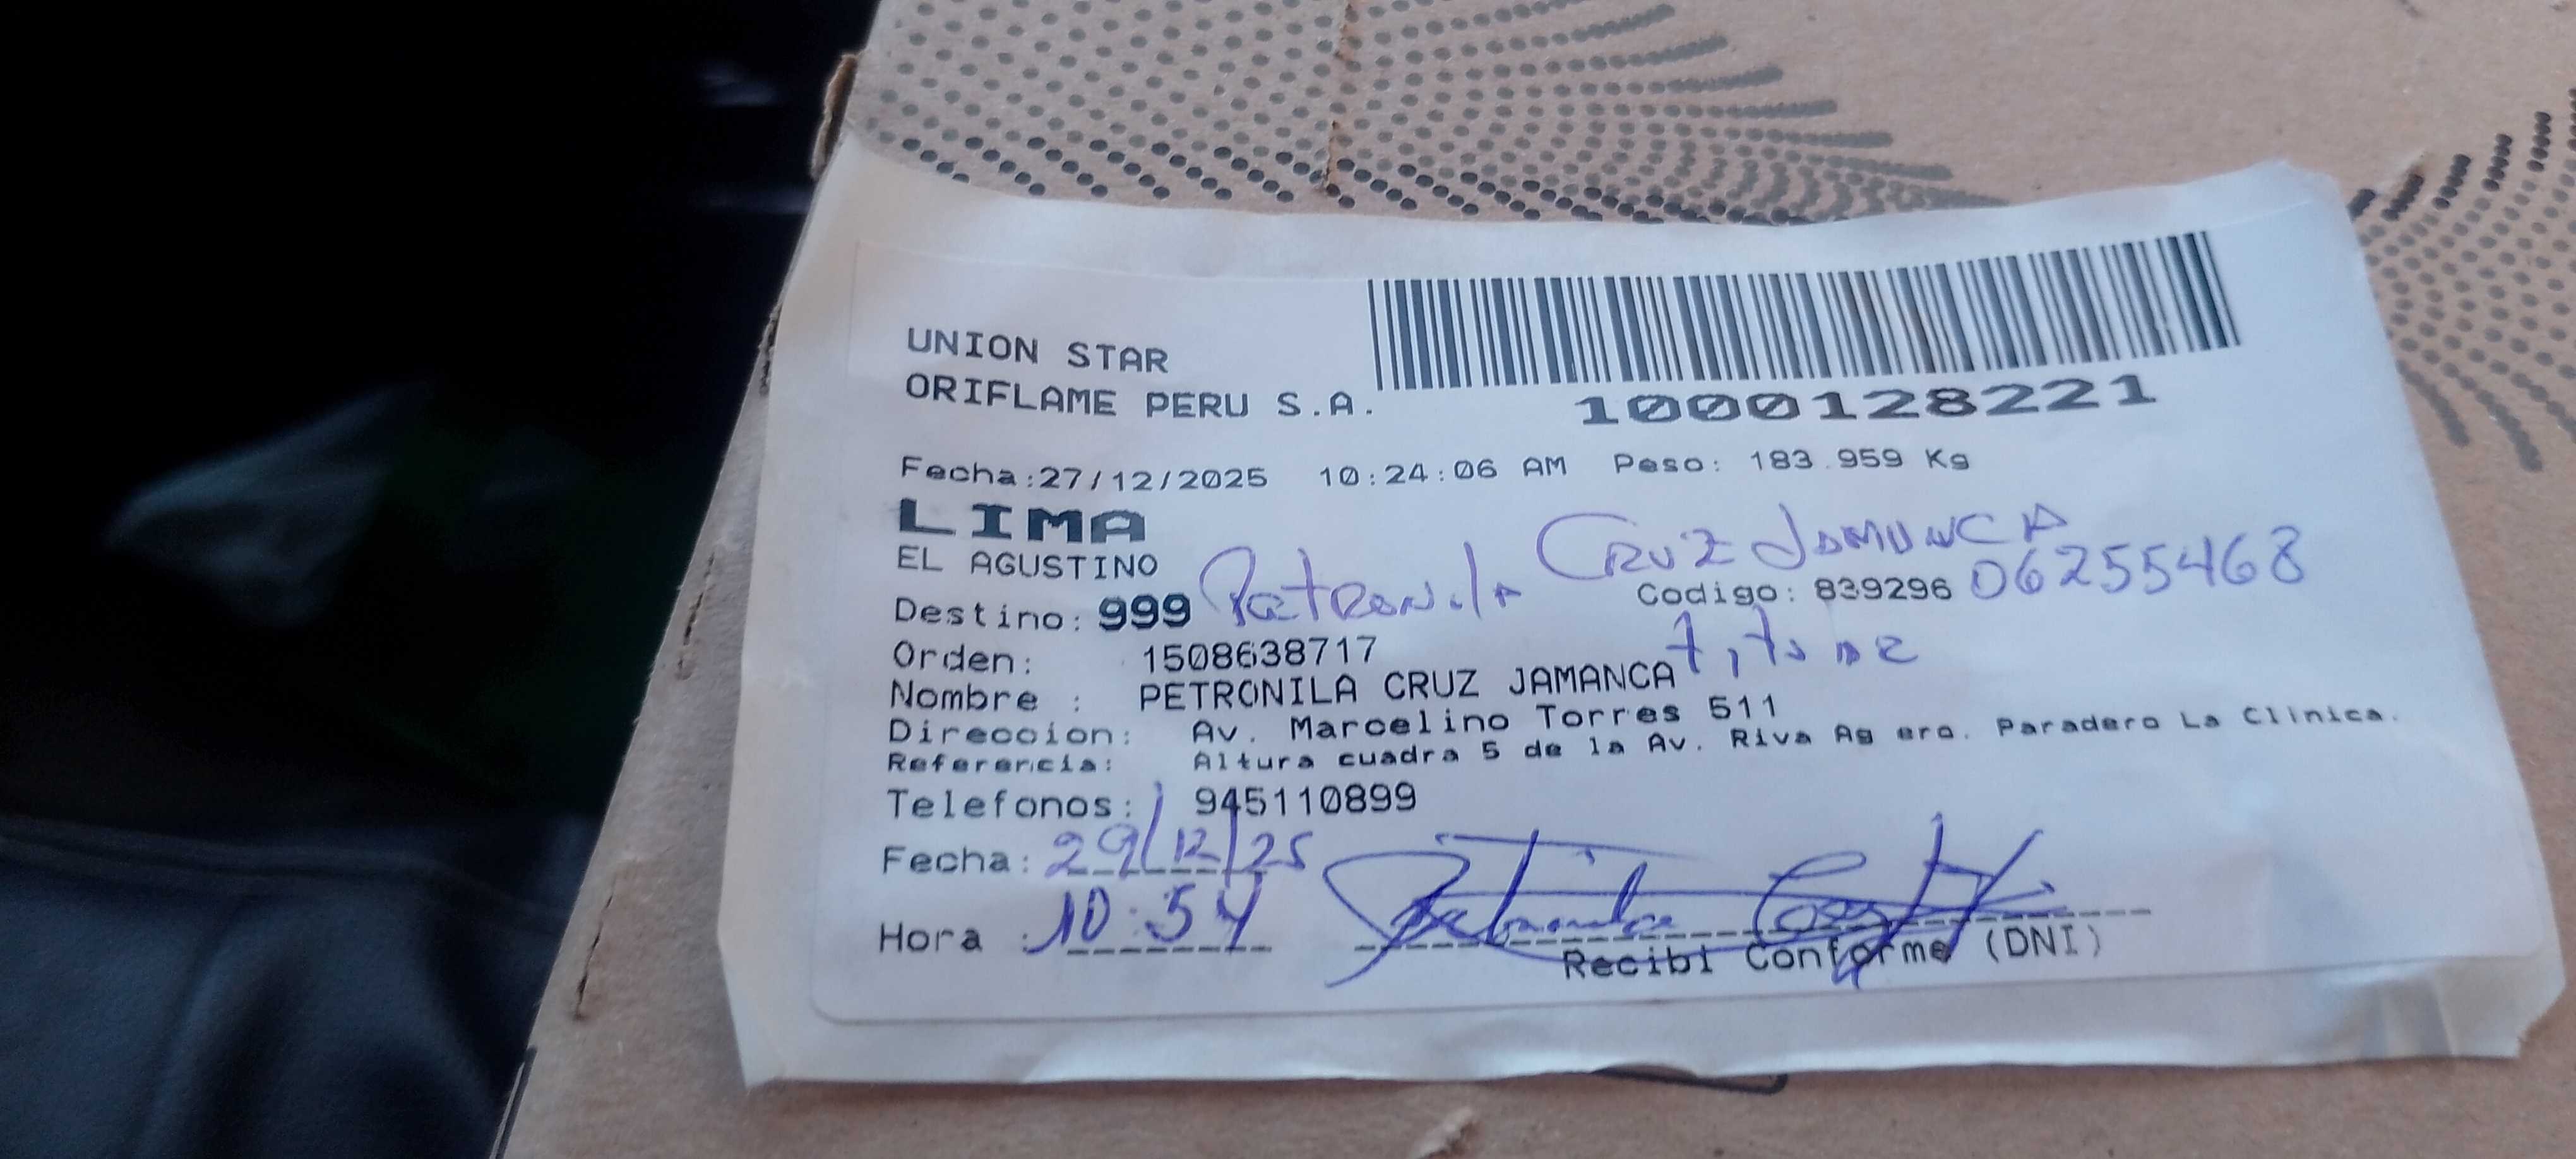 UNION STAR
ORIFLAME PERU S.A.
1000128221
Fecha:27/12/2025 10:24:06 AM Peso: 183.959 Kg
LIMA
EL AGUSTINO
Petronila CRUZ JAMANCA
Destino: 999 Codigo: 839296 06255468
Orden: 1508638717
titular
Nombre : PETRONILA CRUZ JAMANCA
Direccion: Av. Marcelino Torres 511
Referencia: Altura cuadra 5 de la Av. Riva Ag ero. Paradero La Clinica.
Telefonos: 945110899
Fecha: 29/12/25
Hora : 10:54
Recibi Conforme (DNI)